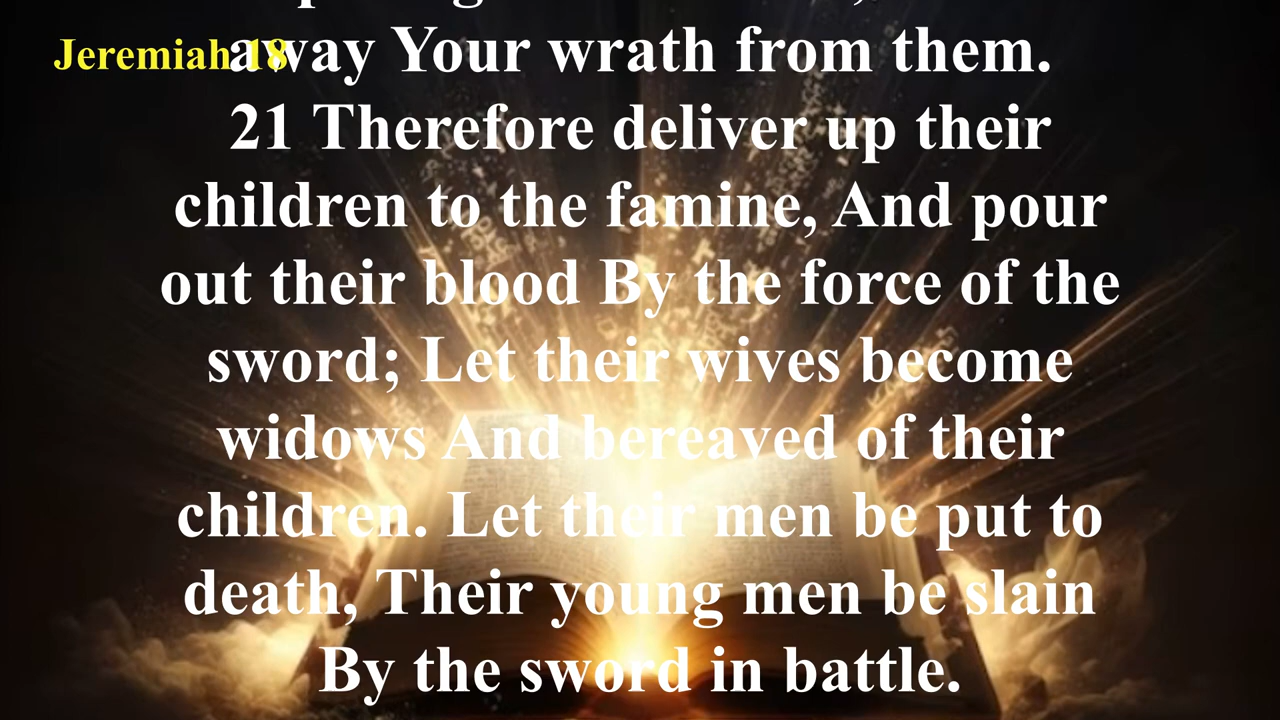 Jeremiah 18
away Your wrath from them.
21 Therefore deliver up their
children to the famine, And pour
out their blood By the force of the
sword; Let their wives become
widows And bereaved of their
children. Let their men be put to
death, Their young men be slain
By the sword in battle.